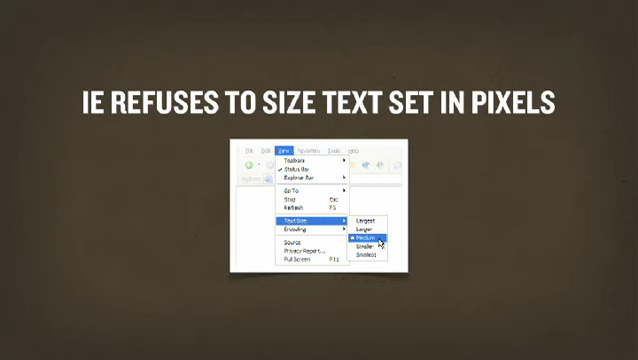 IE REFUSES TO SIZE TEXT SET IN PIXELS
File Edit View Favorites Tools Help
Toolbars
Status Bar
Explorer Bar
Address
Go To
Stop Esc
Refresh F5
Text Size
Largest
Encoding
Larger
Medium
Source
Smaller
Privacy Report...
Smallest
Full Screen F11